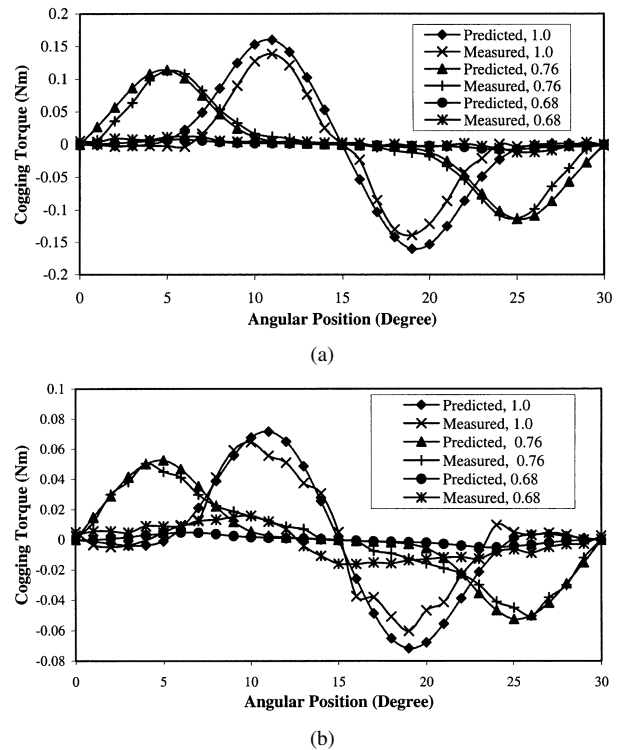 0.2
0.15
0.1
0.05
0
-0.05
-0.1
-0.15
-0.2
Cogging Torque (Nm)
Predicted, 1.0
Measured, 1.0
Predicted, 0.76
Measured, 0.76
Predicted, 0.68
Measured, 0.68
0 5 10 15 20 25 30
Angular Position (Degree)
(a)
0.1
0.08
0.06
0.04
0.02
0
-0.02
-0.04
-0.06
-0.08
Cogging Torque (Nm)
Predicted, 1.0
Measured, 1.0
Predicted, 0.76
Measured, 0.76
Predicted, 0.68
Measured, 0.68
0 5 10 15 20 25 30
Angular Position (Degree)
(b)